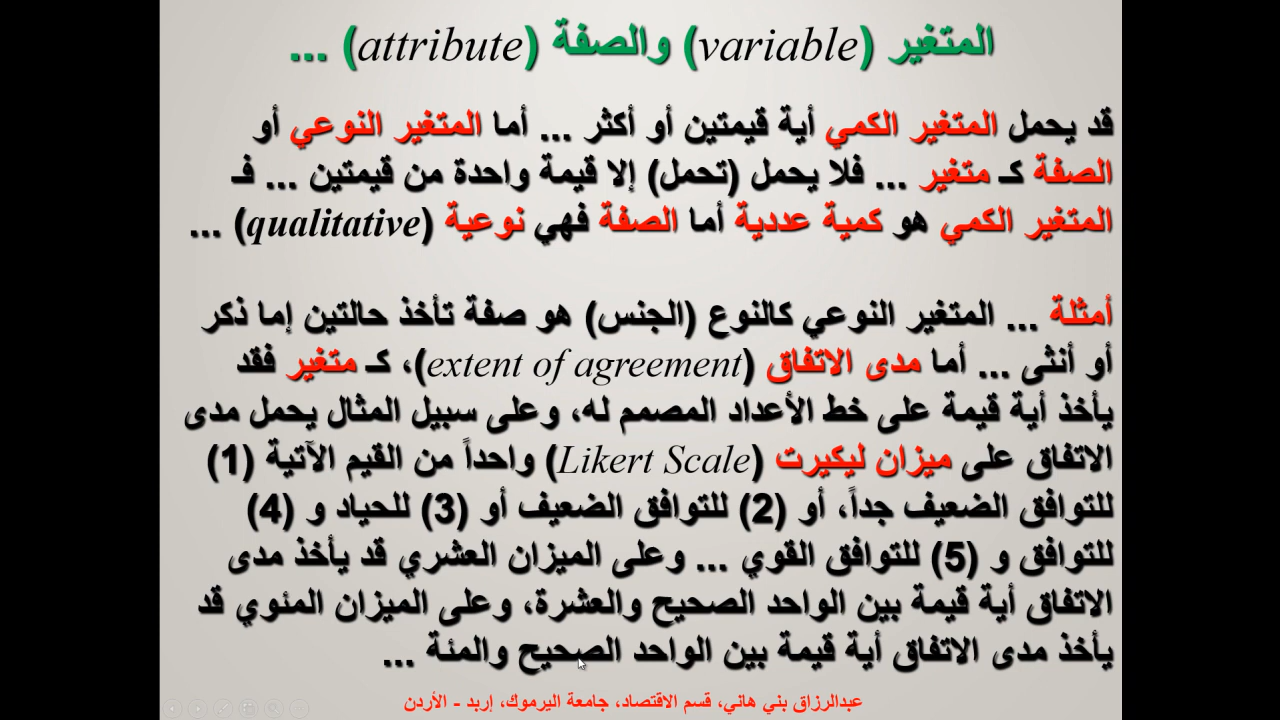 المتغير (variable) والصفة (attribute) ...
قد يحمل المتغير الكمي أية قيمتين أو أكثر ... أما المتغير النوعي أو
الصفة كـ متغير ... فلا يحمل (تحمل) إلا قيمة واحدة من قيمتين ... فـ
المتغير الكمي هو كمية عددية أما الصفة فهي نوعية (qualitative) ...
أمثلة ... المتغير النوعي كالنوع (الجنس) هو صفة تأخذ حالتين إما ذكر
أو أنثى ... أما مدى الاتفاق (extent of agreement)، كـ متغير فقد
يأخذ أية قيمة على خط الأعداد المصمم له، وعلى سبيل المثال يحمل مدى
الاتفاق على ميزان ليكيرت (Likert Scale) واحداً من القيم الآتية (1)
للتوافق الضعيف جداً، أو (2) للتوافق الضعيف أو (3) للحياد و (4)
للتوافق و (5) للتوافق القوي ... وعلى الميزان العشري قد يأخذ مدى
الاتفاق أية قيمة بين الواحد الصحيح والعشرة، وعلى الميزان المئوي قد
يأخذ مدى الاتفاق أية قيمة بين الواحد الصحيح والمئة ...
عبدالرزاق بني هاني، قسم الاقتصاد، جامعة اليرموك، إربد - الأردن